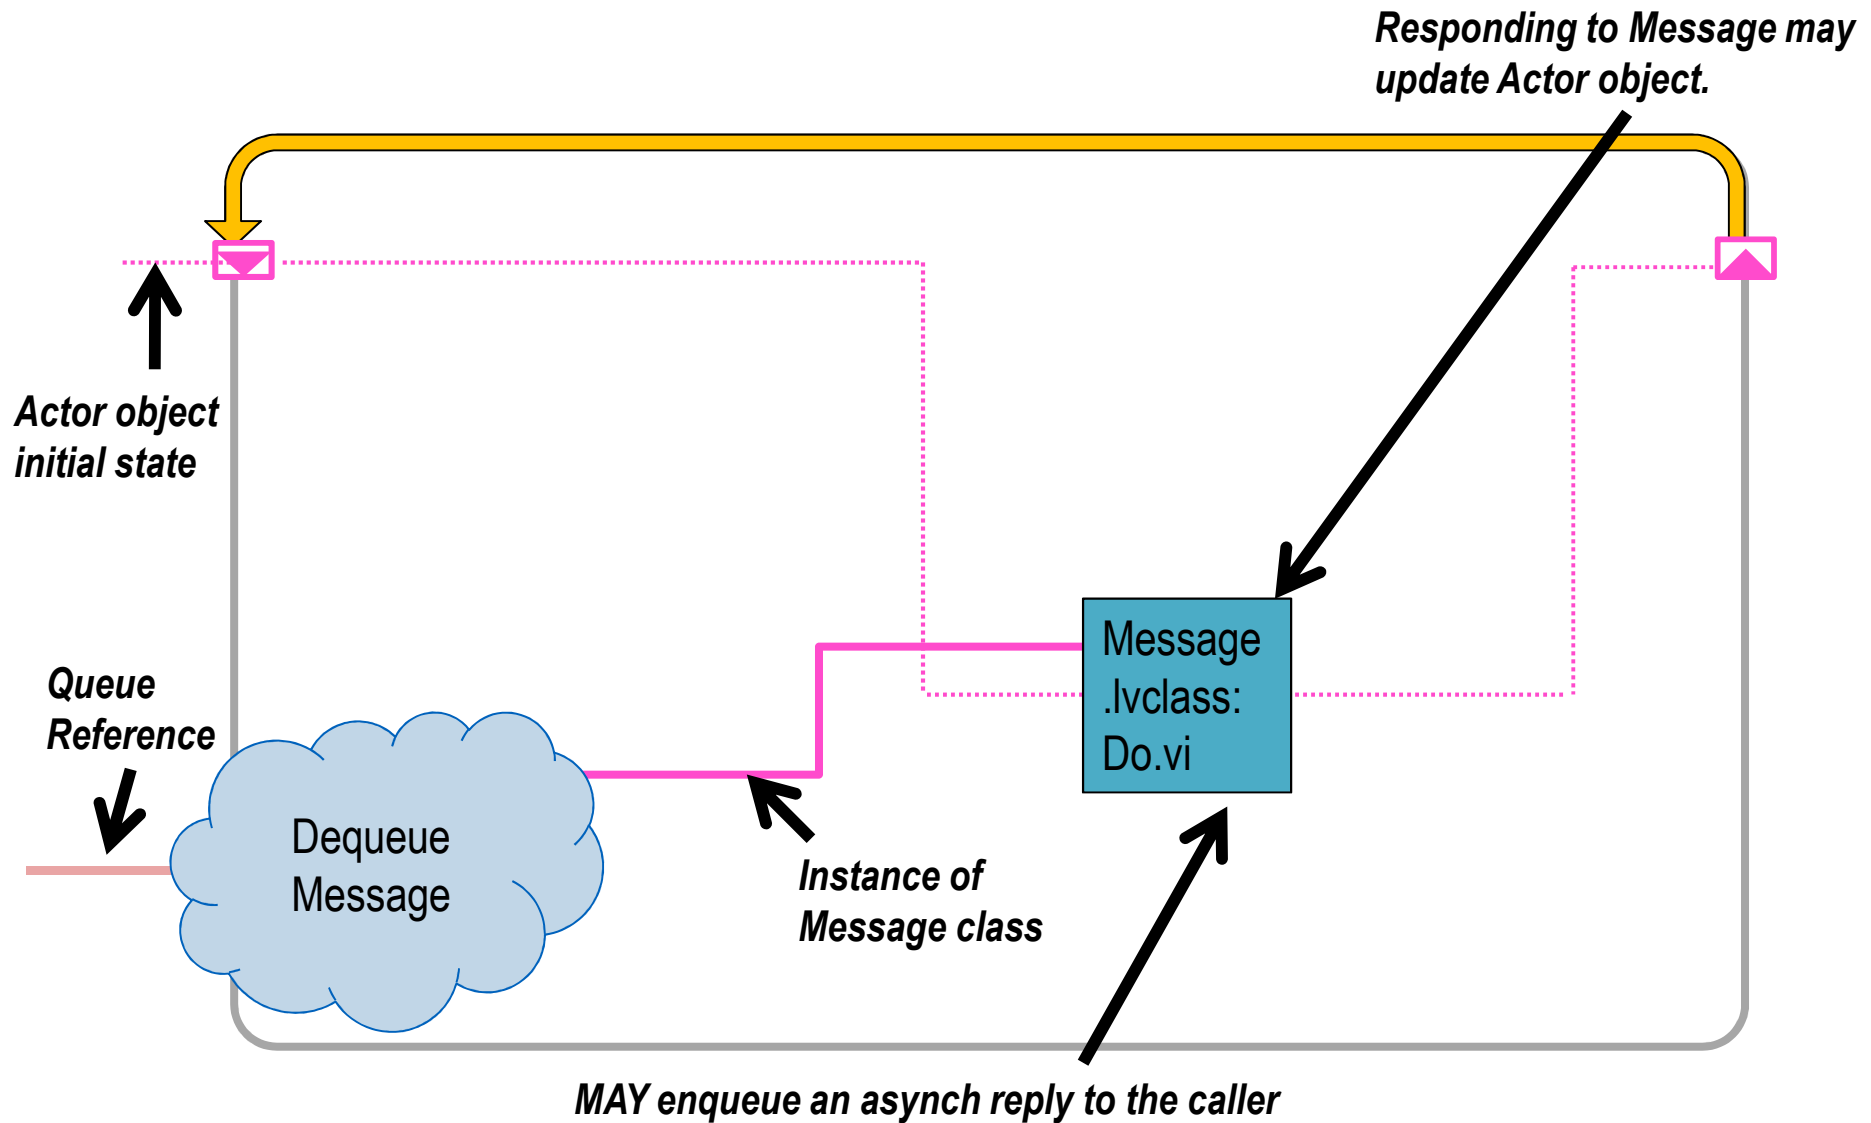 Responding to Message may
update Actor object.
Actor object
initial state
Message
.lvclass:
Do.vi
Queue
Reference
Dequeue
Message
Instance of
Message class
MAY enqueue an asynch reply to the caller